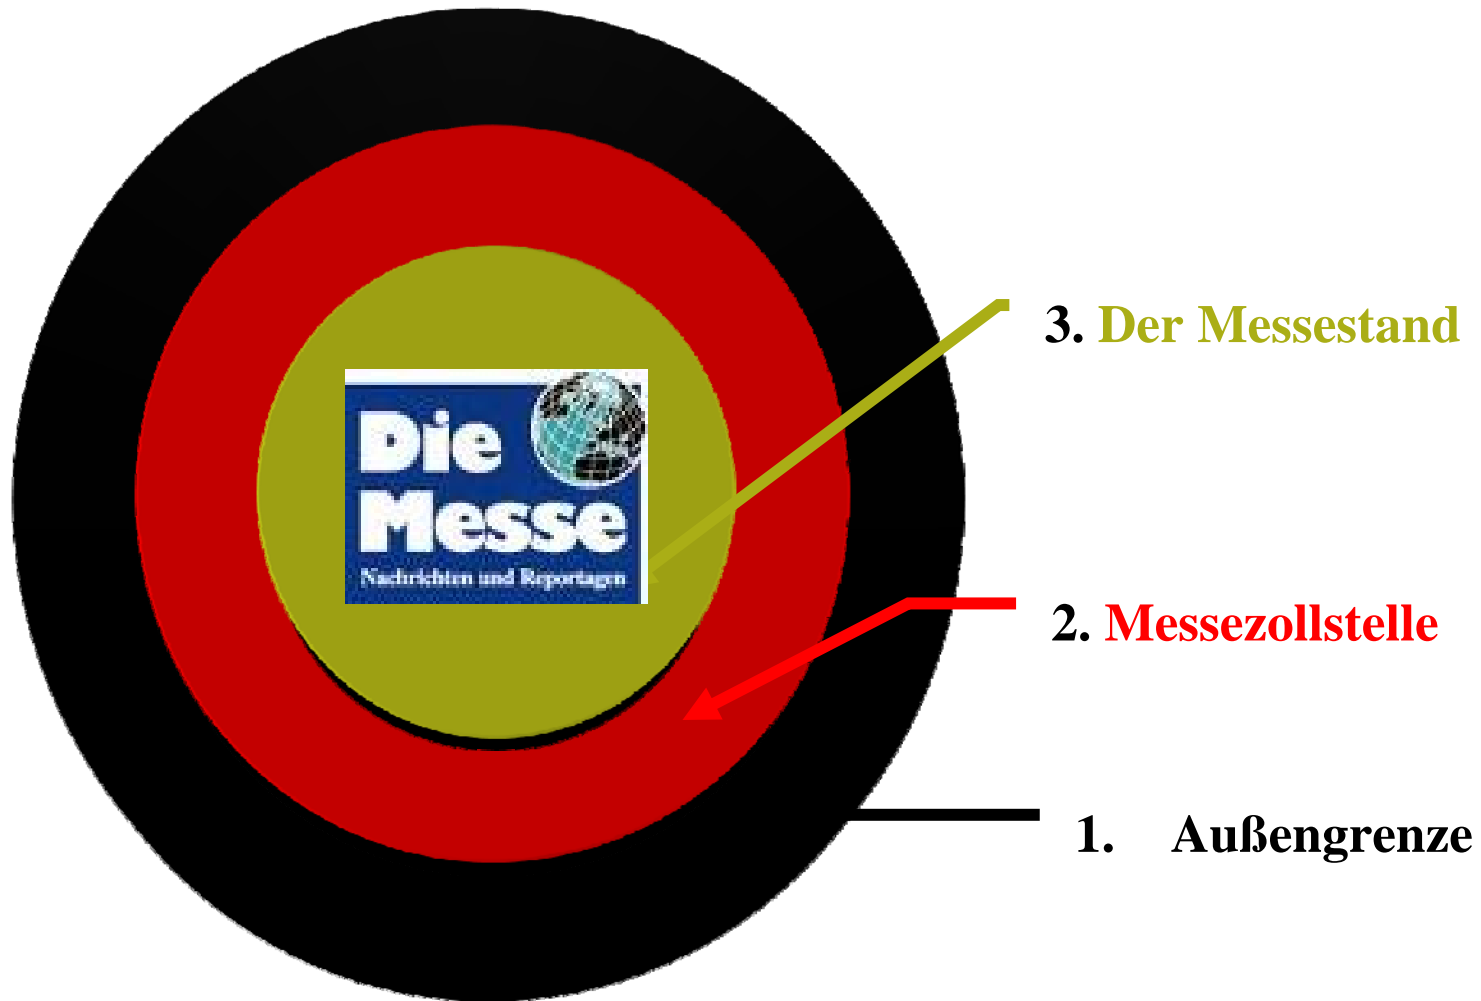 Die
Messe
Nachrichten und Reportagen
3. Der Messestand
2. Messezollstelle
1. Außengrenze